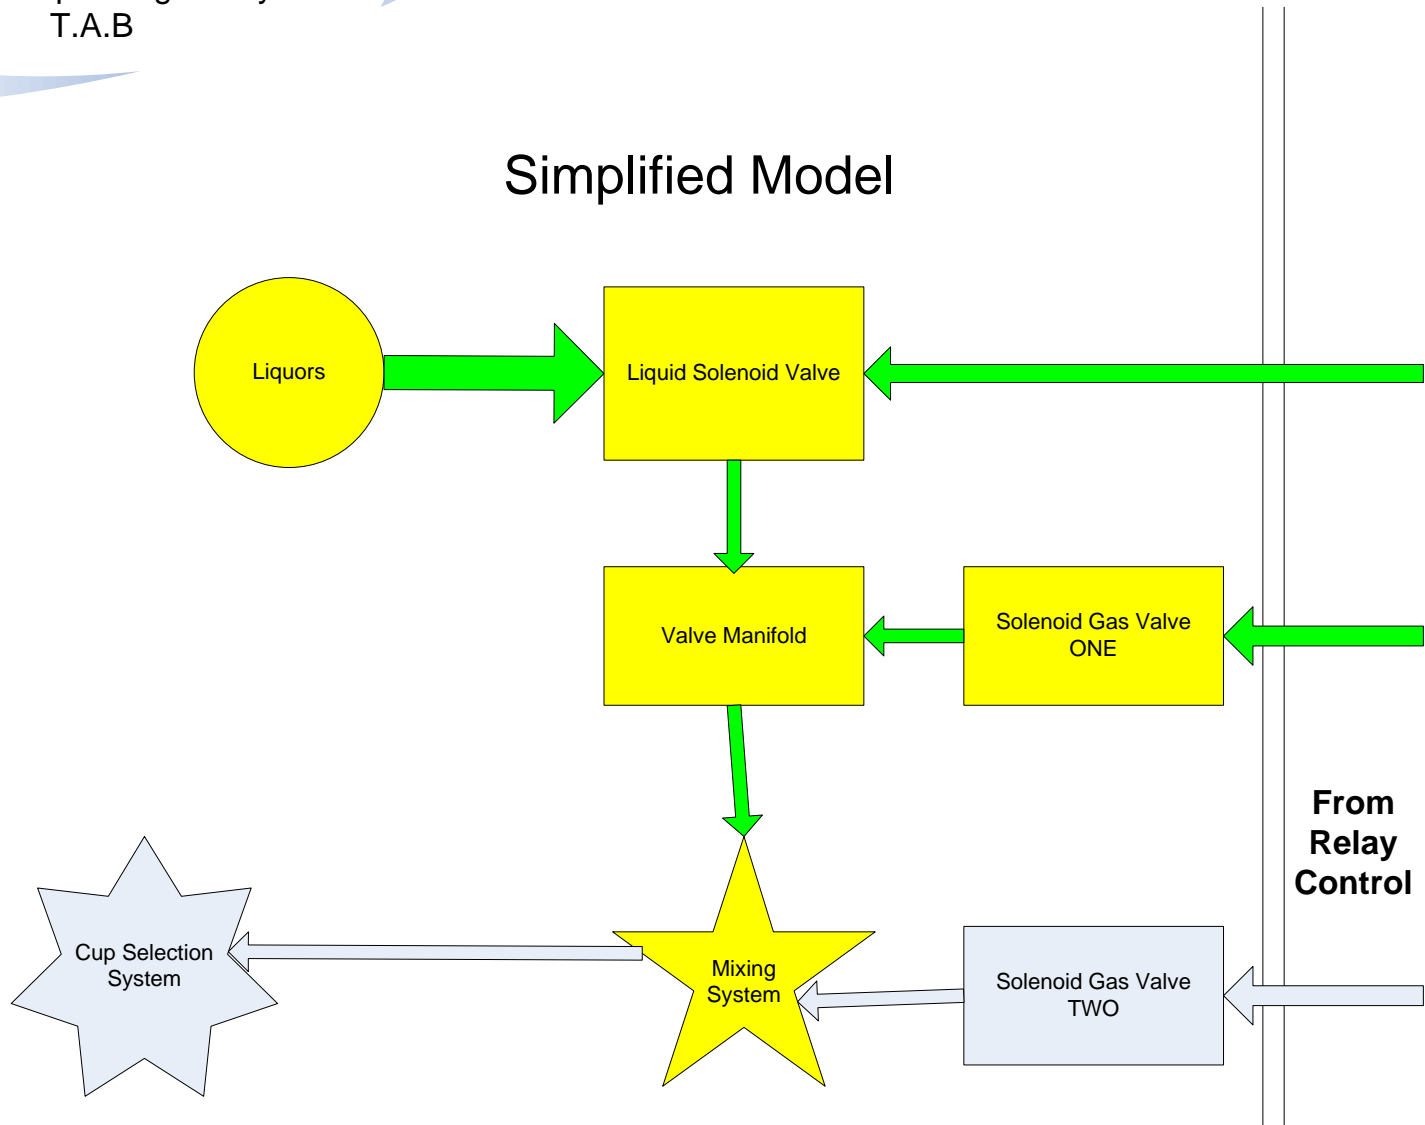 T.A.B
Simplified Model
Liquors
Liquid Solenoid Valve
Valve Manifold
Solenoid Gas Valve
ONE
From
Relay
Control
Cup Selection
System
Mixing
System
Solenoid Gas Valve
TWO